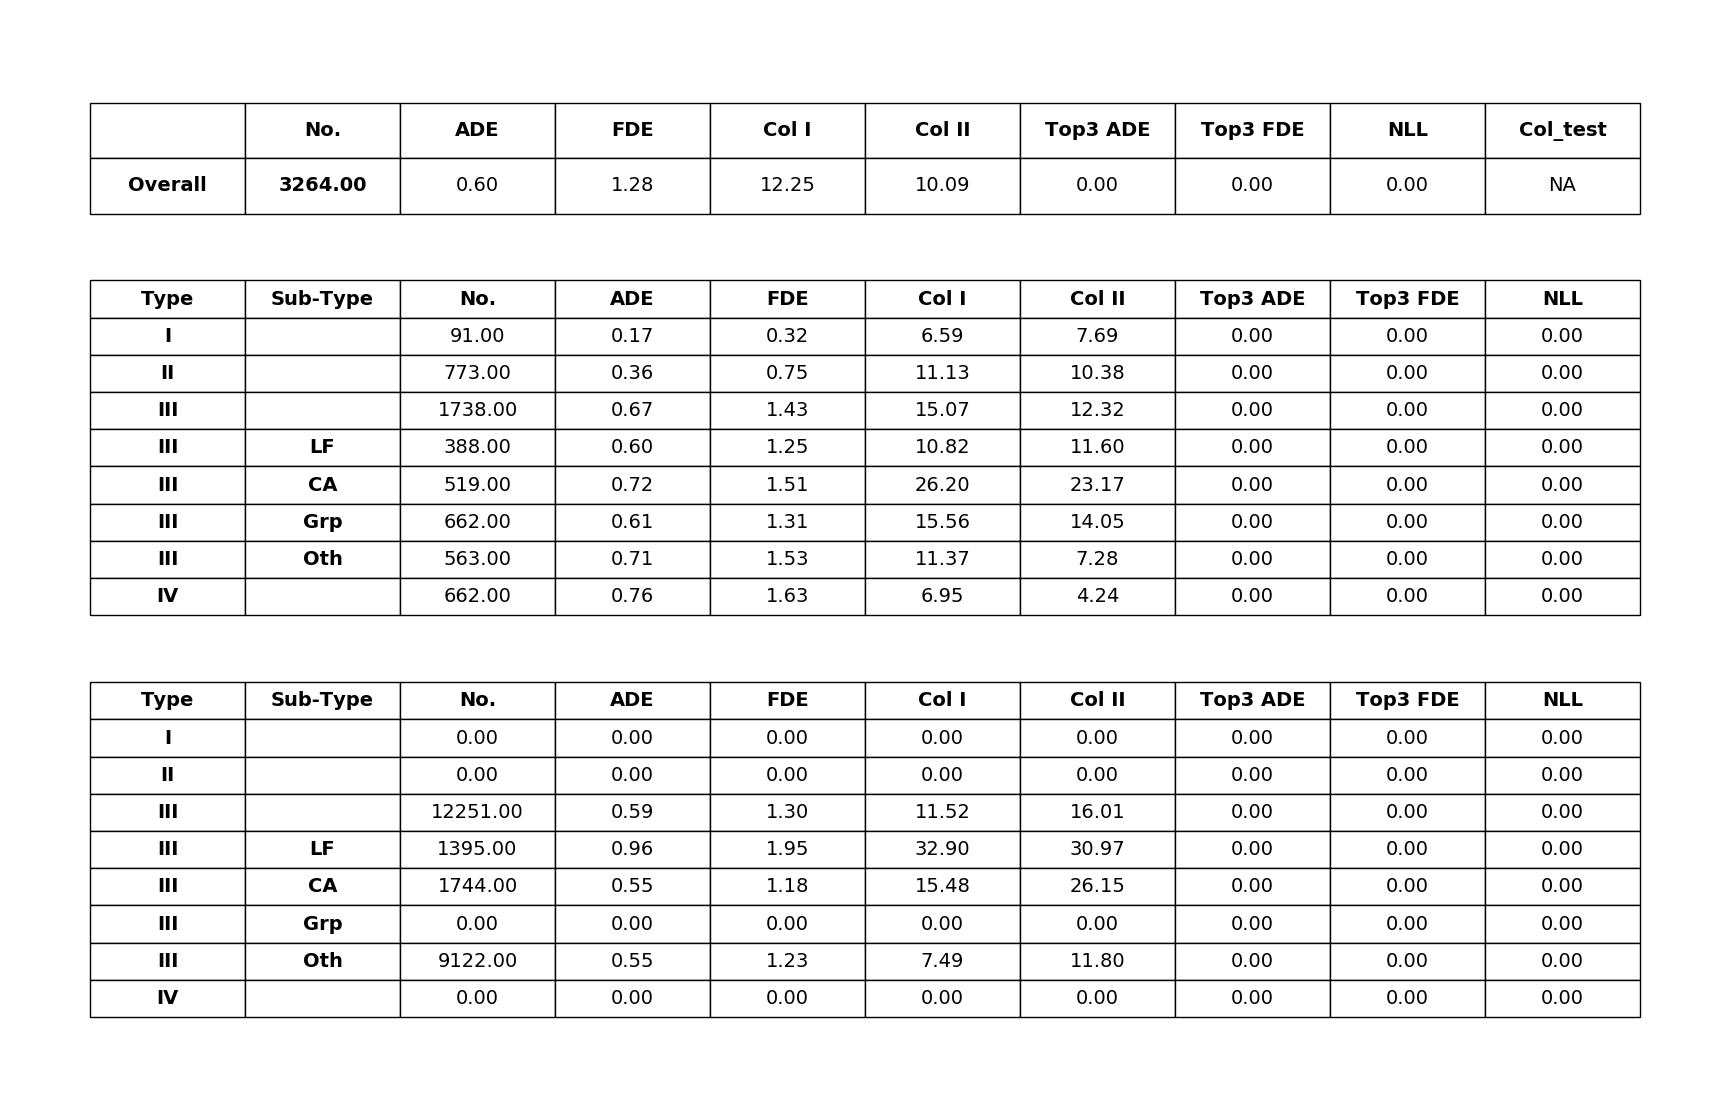 No. ADE FDE Col I Col II Top3 ADE Top3 FDE NLL Col_test
Overall 3264.00 0.60 1.28 12.25 10.09 0.00 0.00 0.00 NA
Type Sub-Type No. ADE FDE Col I Col II Top3 ADE Top3 FDE NLL
I 91.00 0.17 0.32 6.59 7.69 0.00 0.00 0.00
II 773.00 0.36 0.75 11.13 10.38 0.00 0.00 0.00
III 1738.00 0.67 1.43 15.07 12.32 0.00 0.00 0.00
III LF 388.00 0.60 1.25 10.82 11.60 0.00 0.00 0.00
III CA 519.00 0.72 1.51 26.20 23.17 0.00 0.00 0.00
III Grp 662.00 0.61 1.31 15.56 14.05 0.00 0.00 0.00
III Oth 563.00 0.71 1.53 11.37 7.28 0.00 0.00 0.00
IV 662.00 0.76 1.63 6.95 4.24 0.00 0.00 0.00
Type Sub-Type No. ADE FDE Col I Col II Top3 ADE Top3 FDE NLL
I 0.00 0.00 0.00 0.00 0.00 0.00 0.00 0.00
II 0.00 0.00 0.00 0.00 0.00 0.00 0.00 0.00
III 12251.00 0.59 1.30 11.52 16.01 0.00 0.00 0.00
III LF 1395.00 0.96 1.95 32.90 30.97 0.00 0.00 0.00
III CA 1744.00 0.55 1.18 15.48 26.15 0.00 0.00 0.00
III Grp 0.00 0.00 0.00 0.00 0.00 0.00 0.00 0.00
III Oth 9122.00 0.55 1.23 7.49 11.80 0.00 0.00 0.00
IV 0.00 0.00 0.00 0.00 0.00 0.00 0.00 0.00